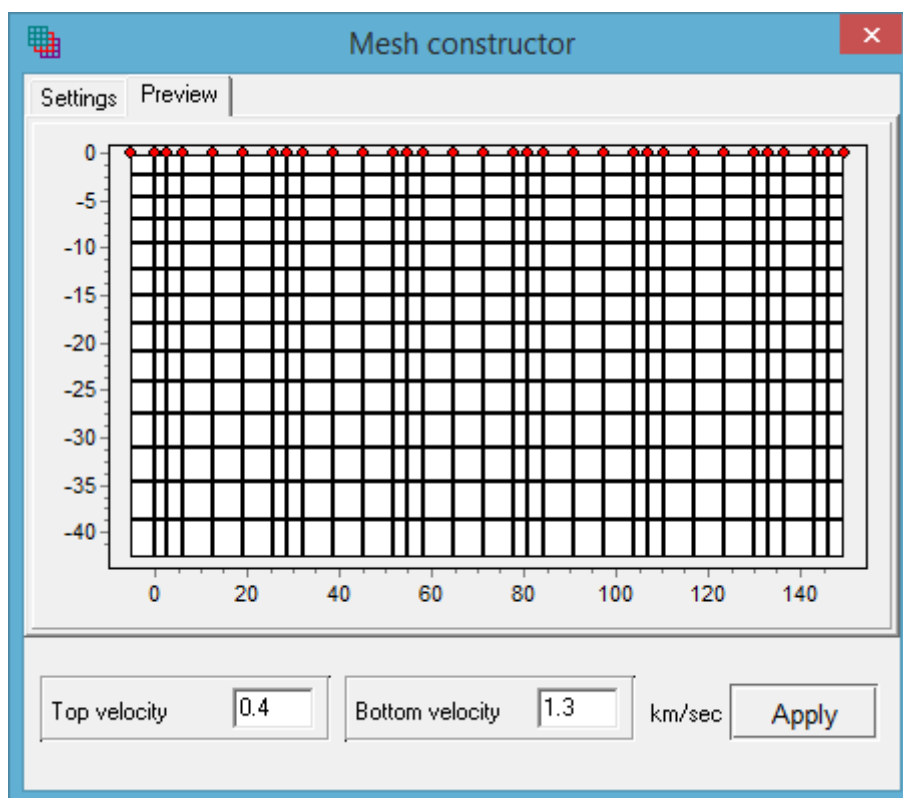 Mesh constructor
Settings Preview
0
-5
-10
-15
-20
-25
-30
-35
-40
0 20 40 60 80 100 120 140
Top velocity 0.4 Bottom velocity 1.3 km/sec Apply